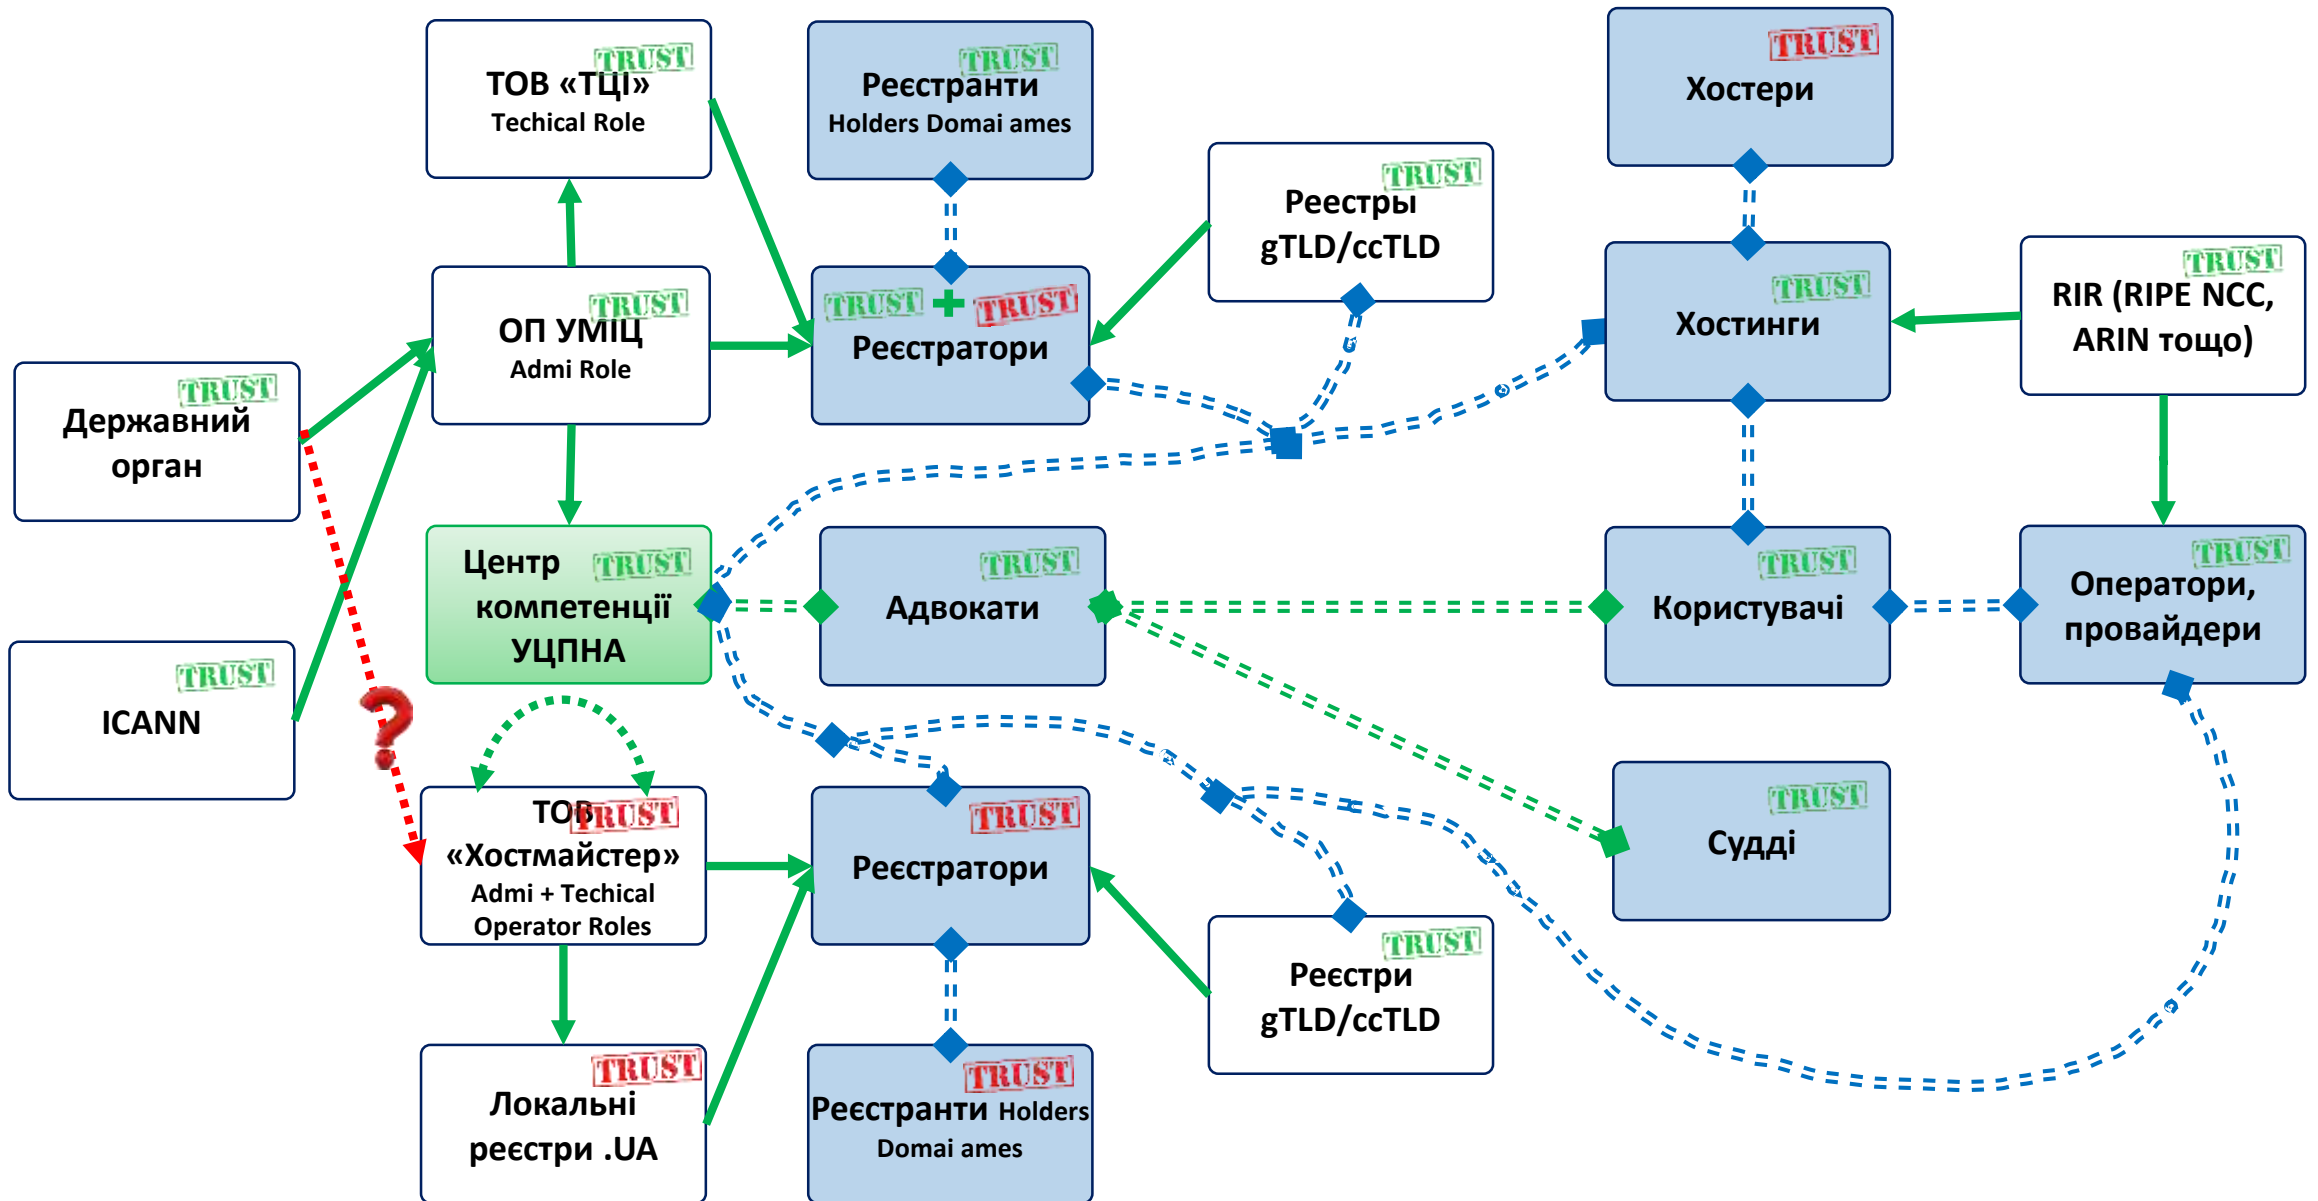 TRUST
ТОВ «ТЦІ»
Techical Role
TRUST
Реєстранти
Holders Domai ames
TRUST
Хостери
TRUST
Реестры
gTLD/ccTLD
TRUST
ОП УМІЦ
Admi Role
TRUST + TRUST
Реєстратори
TRUST
Хостинги
TRUST
RIR (RIPE NCC,
ARIN тощо)
TRUST
Державний
орган
TRUST
Центр
компетенції
УЦПНА
TRUST
Адвокати
TRUST
Користувачі
TRUST
Оператори,
провайдери
TRUST
ICANN
?
TRUST
ТОВ
«Хостмайстер»
Admi + Techical
Operator Roles
TRUST
Реєстратори
TRUST
Судді
TRUST
Реєстри
gTLD/ccTLD
TRUST
Локальні
реєстри .UA
TRUST
Реєстранти Holders
Domai ames